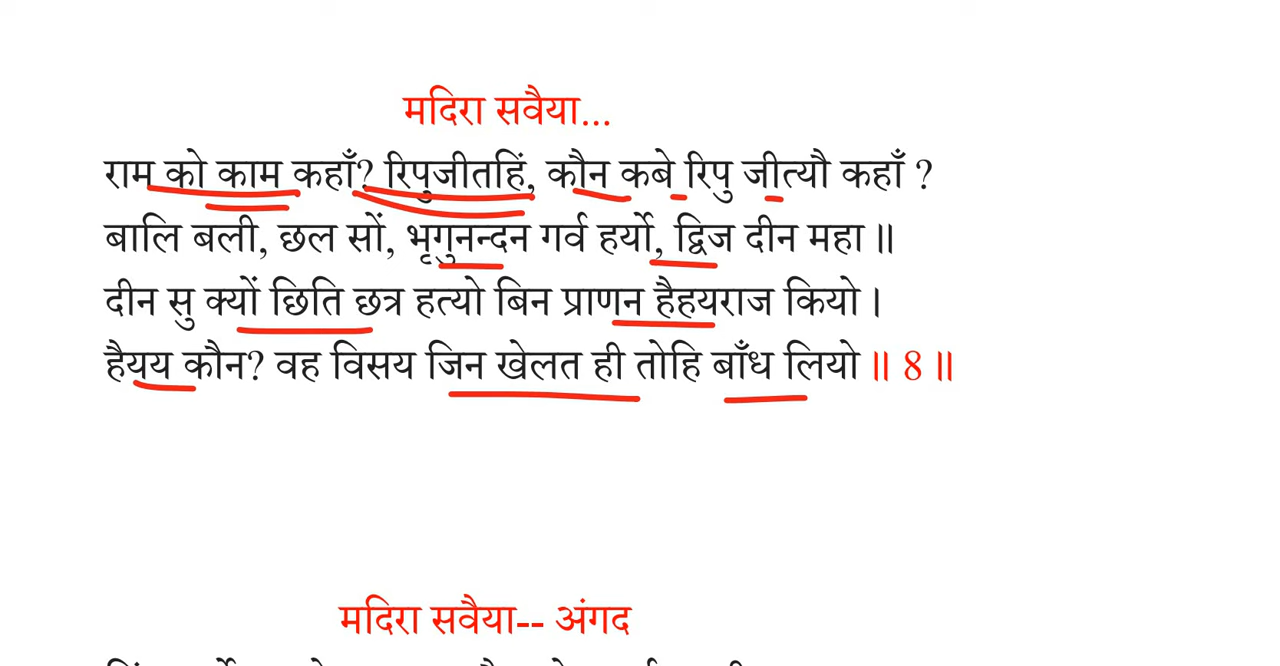 मदिरा सवैया...
राम को काम कहाँ? रिपुजीतहिं, कौन कबे रिपु जीत्यौ कहाँ ?
बालि बली, छल सों, भृगुनन्दन गर्व हर्यो, द्विज दीन महा ॥
दीन सु क्यों छिति छत्र हत्यो बिन प्राणन हैहयराज कियो ।
हैयय कौन? वह विसय जिन खेलत ही तोहि बाँध लियो ॥ 8 ॥
मदिरा सवैया-- अंगद